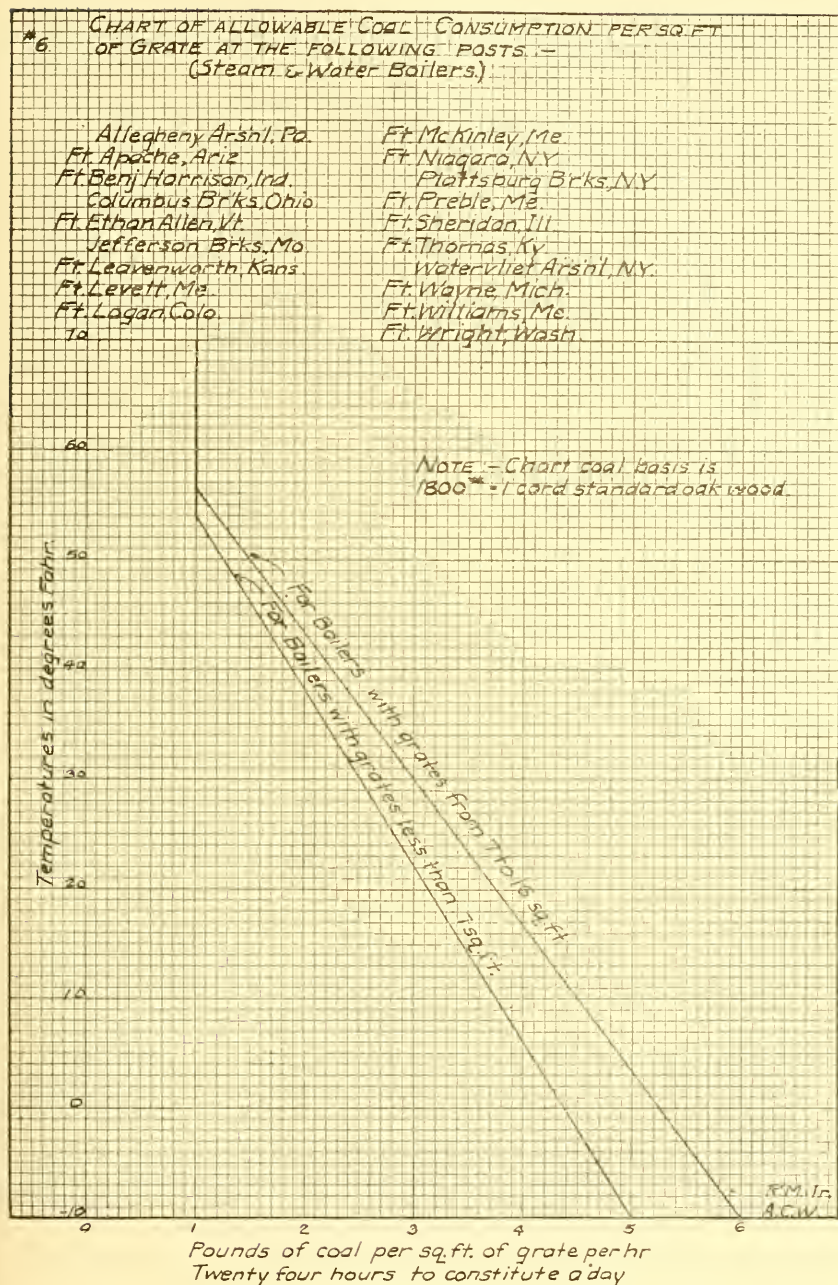 #6 CHART OF ALLOWABLE COAL CONSUMPTION PER SQ.FT.
OF GRATE AT THE FOLLOWING POSTS:-
(Steam & Water Boilers.)
Allegheny Arsh'l, Pa.
Ft. Apache, Ariz.
Ft. Benj Harrison, Ind.
Columbus Br'ks, Ohio
Ft. Ethan Allen, Vt.
Jefferson Brks, Mo
Ft. Leavenworth, Kans.
Ft. Levett, Me.
Ft. Logan, Colo.
Ft. McKinley, Me.
Ft. Niagara, N.Y.
Plattsburg Br'ks, N.Y.
Ft. Preble, Me.
Ft. Sheridan, Ill.
Ft. Thomas, Ky.
Watervliet Arsh'l, N.Y.
Ft. Wayne, Mich.
Ft. Williams, Me.
Ft. Wright, Wash.
NOTE:- Chart coal basis is
1800# = 1 cord standard oak wood.
Temperatures in degrees Fahr.
70
60
50
40
30
20
10
0
-10
For Boilers with grates from 7 to 16 sq.ft
For Boilers with grates less than 7 sq.ft.
R.M. Jr.
A.C.W.
0 1 2 3 4 5 6
Pounds of coal per sq.ft. of grate per hr
Twenty four hours to constitute a day